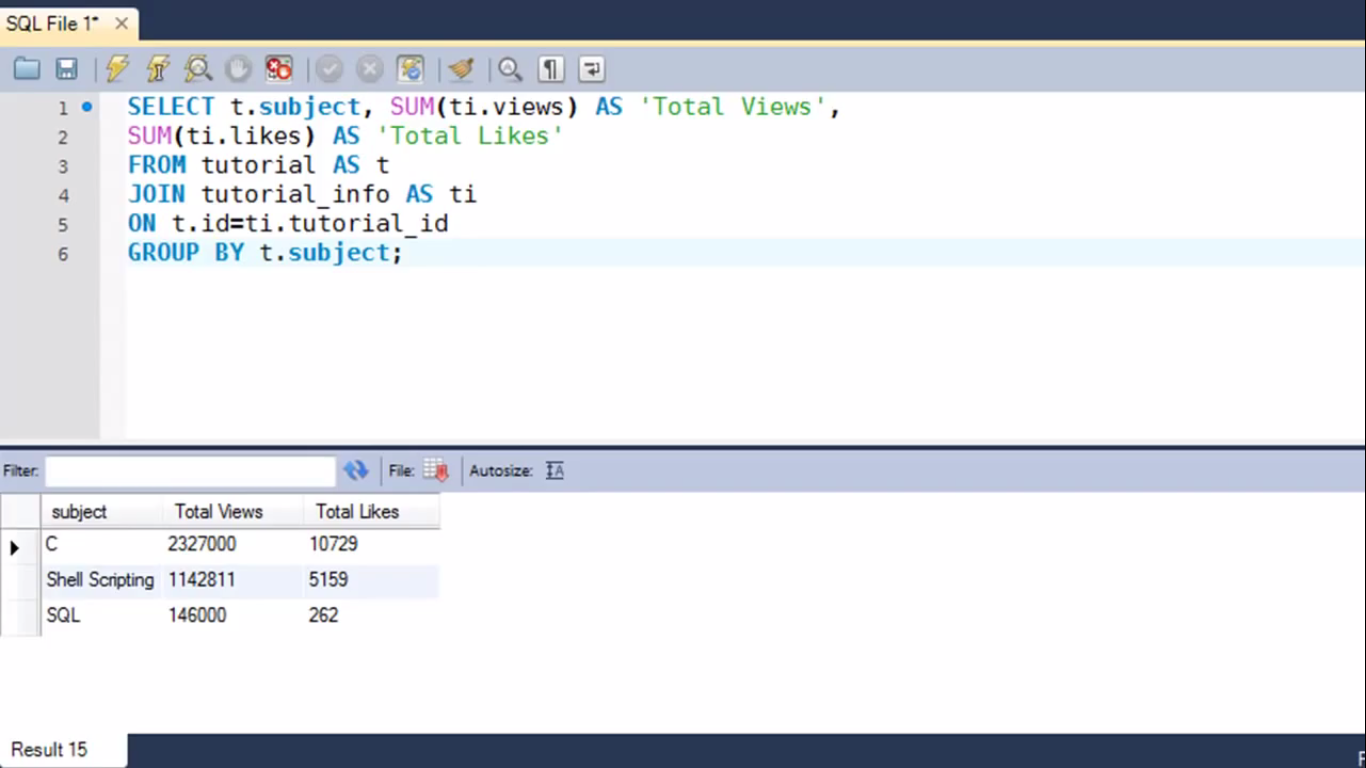 SQL File 1*
1 SELECT t.subject, SUM(ti.views) AS 'Total Views',
2 SUM(ti.likes) AS 'Total Likes'
3 FROM tutorial AS t
4 JOIN tutorial_info AS ti
5 ON t.id=ti.tutorial_id
6 GROUP BY t.subject;
Filter: File: Autosize:
subject Total Views Total Likes
C 2327000 10729
Shell Scripting 1142811 5159
SQL 146000 262
Result 15